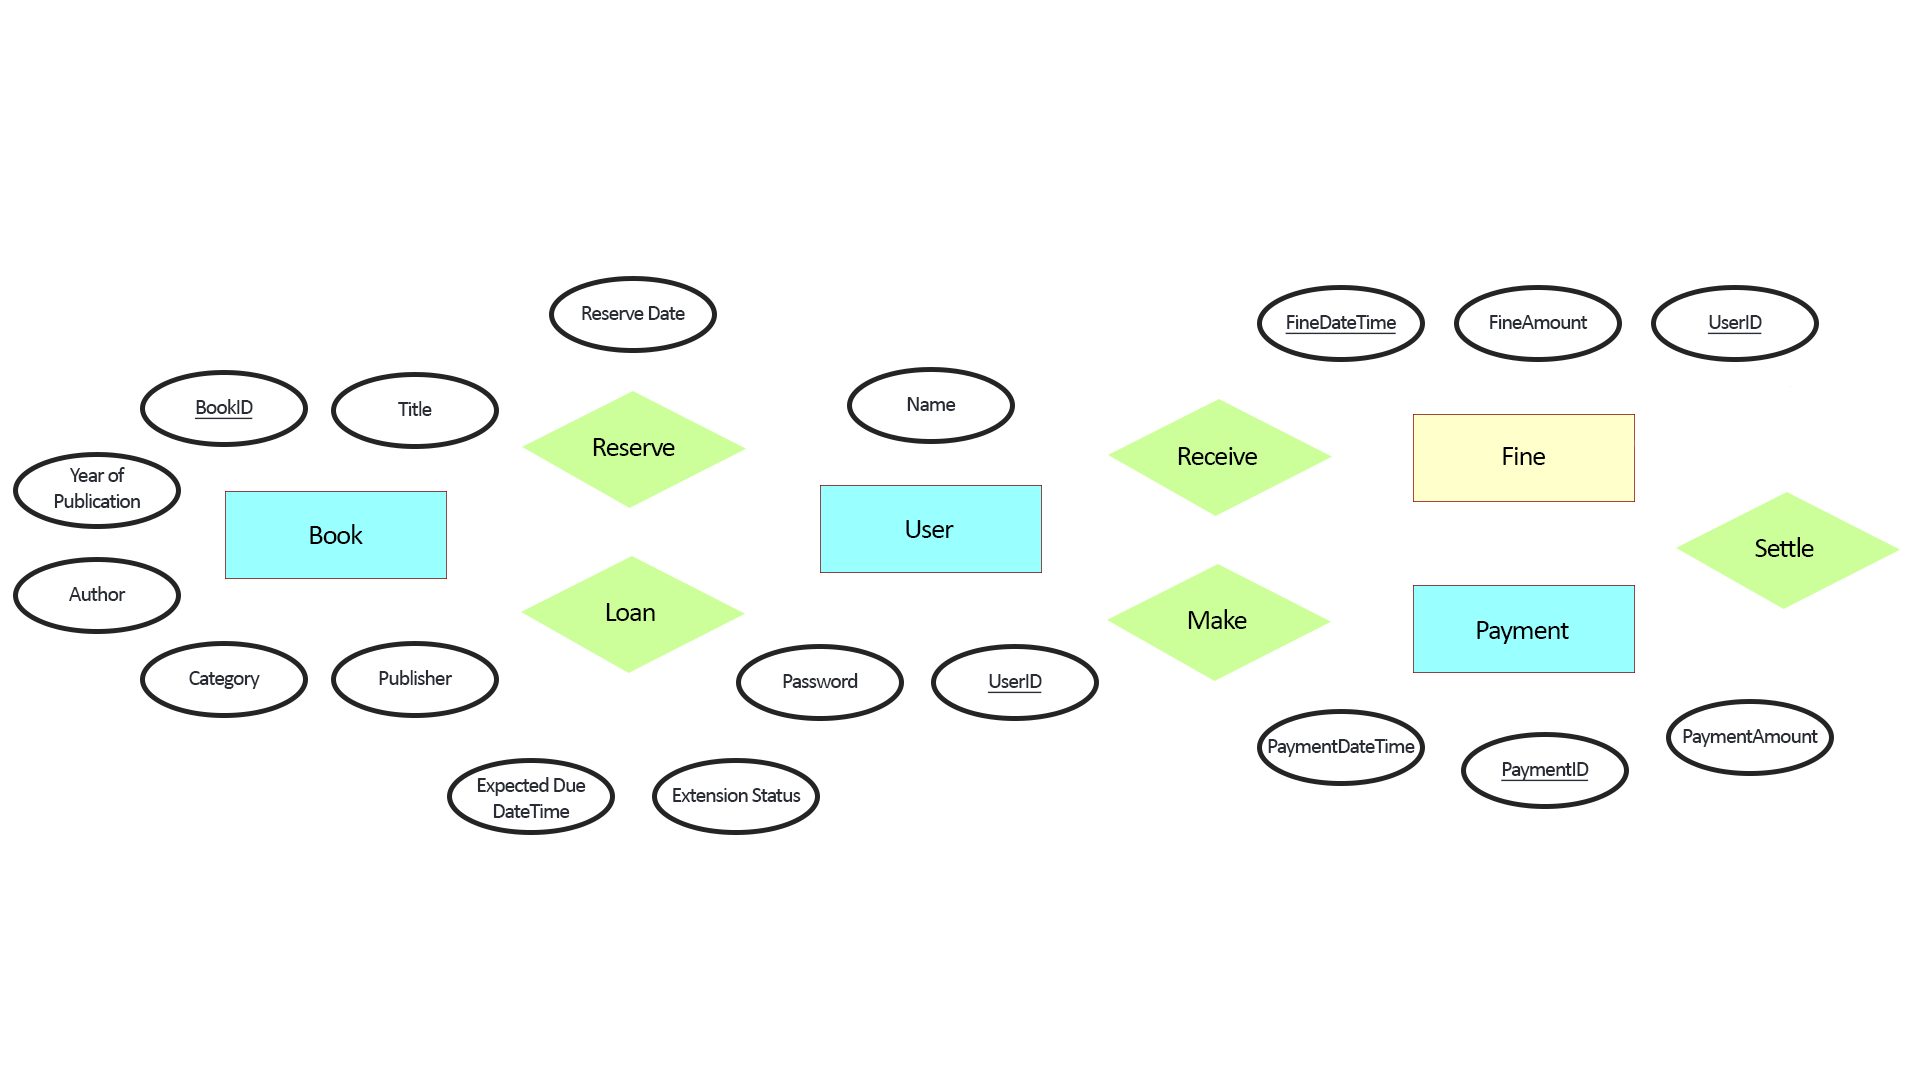 Reserve Date
FineDateTime
FineAmount
UserID
BookID
Title
Name
Reserve
Receive
Fine
Year of
Publication
Book
User
Settle
Author
Loan
Make
Payment
Category
Publisher
Password
UserID
PaymentDateTime
PaymentID
PaymentAmount
Expected Due
DateTime
Extension Status